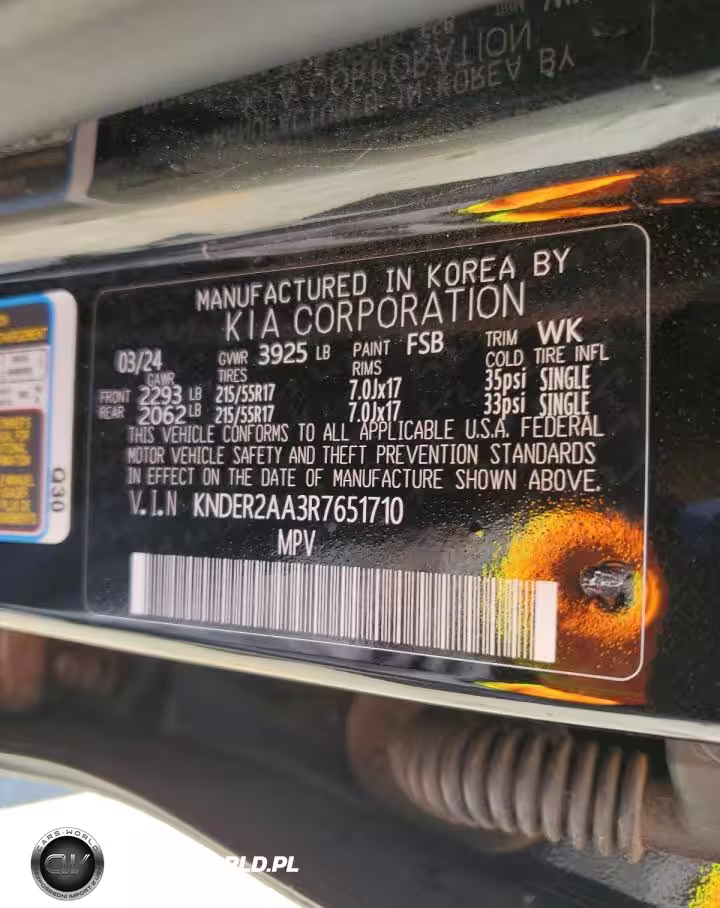 MANUFACTURED IN KOREA BY
KIA CORPORATION
03/24 GVWR 3925 LB PAINT FSB TRIM WK
GAWR TIRES RIMS COLD TIRE INFL
FRONT 2293 LB 215/55R17 7.0Jx17 35psi SINGLE
REAR 2062 LB 215/55R17 7.0Jx17 33psi SINGLE
THIS VEHICLE CONFORMS TO ALL APPLICABLE U.S.A. FEDERAL
MOTOR VEHICLE SAFETY AND THEFT PREVENTION STANDARDS
IN EFFECT ON THE DATE OF MANUFACTURE SHOWN ABOVE.
V.I.N KNDER2AA3R7651710
MPV
Q30
CARS-WORLD
CW